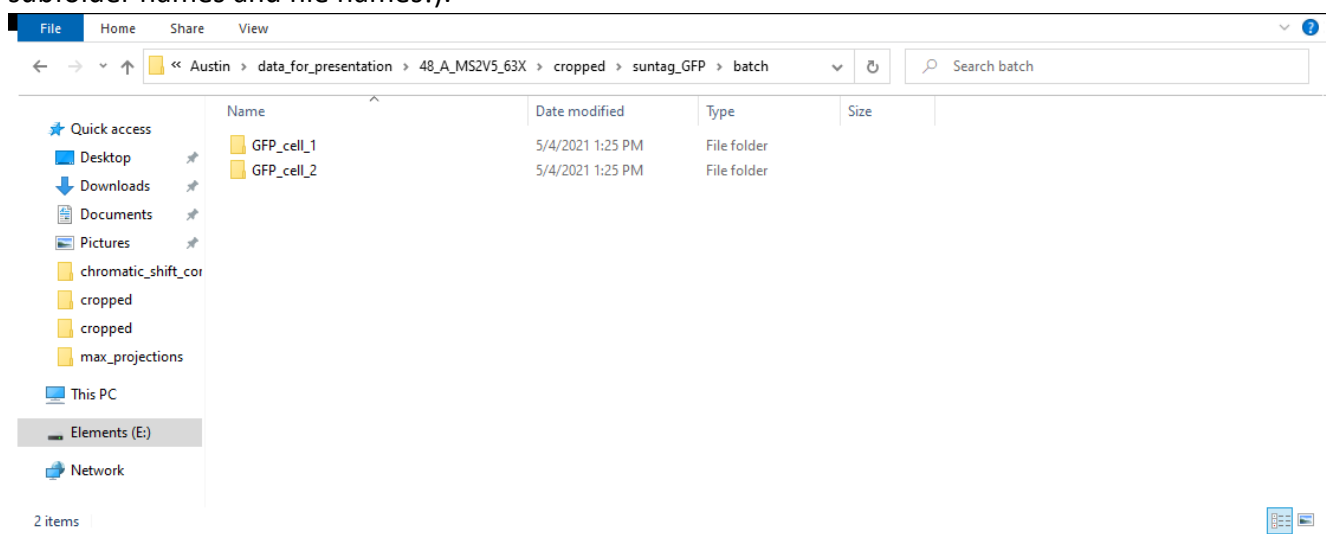 subfolder names and file names!).
File Home Share View
« Austin > data_for_presentation > 48_A_MS2V5_63X > cropped > suntag_GFP > batch Search batch
Name Date modified Type Size
Quick access
GFP_cell_1 5/4/2021 1:25 PM File folder
Desktop
GFP_cell_2 5/4/2021 1:25 PM File folder
Downloads
Documents
Pictures
chromatic_shift_cor
cropped
cropped
max_projections
This PC
Elements (E:)
Network
2 items